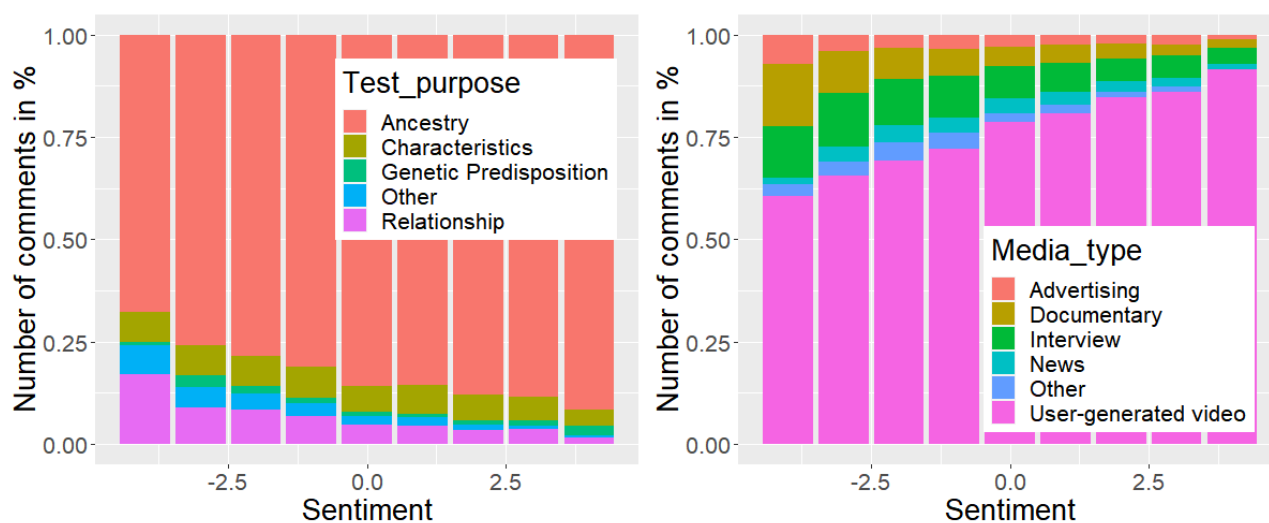 Number of comments in %
1.00
0.75
0.50
0.25
0.00
Test_purpose
Ancestry
Characteristics
Genetic Predisposition
Other
Relationship
-2.5
0.0
2.5
Sentiment
Number of comments in %
1.00
0.75
0.50
0.25
0.00
Media_type
Advertising
Documentary
Interview
News
Other
User-generated video
-2.5
0.0
2.5
Sentiment